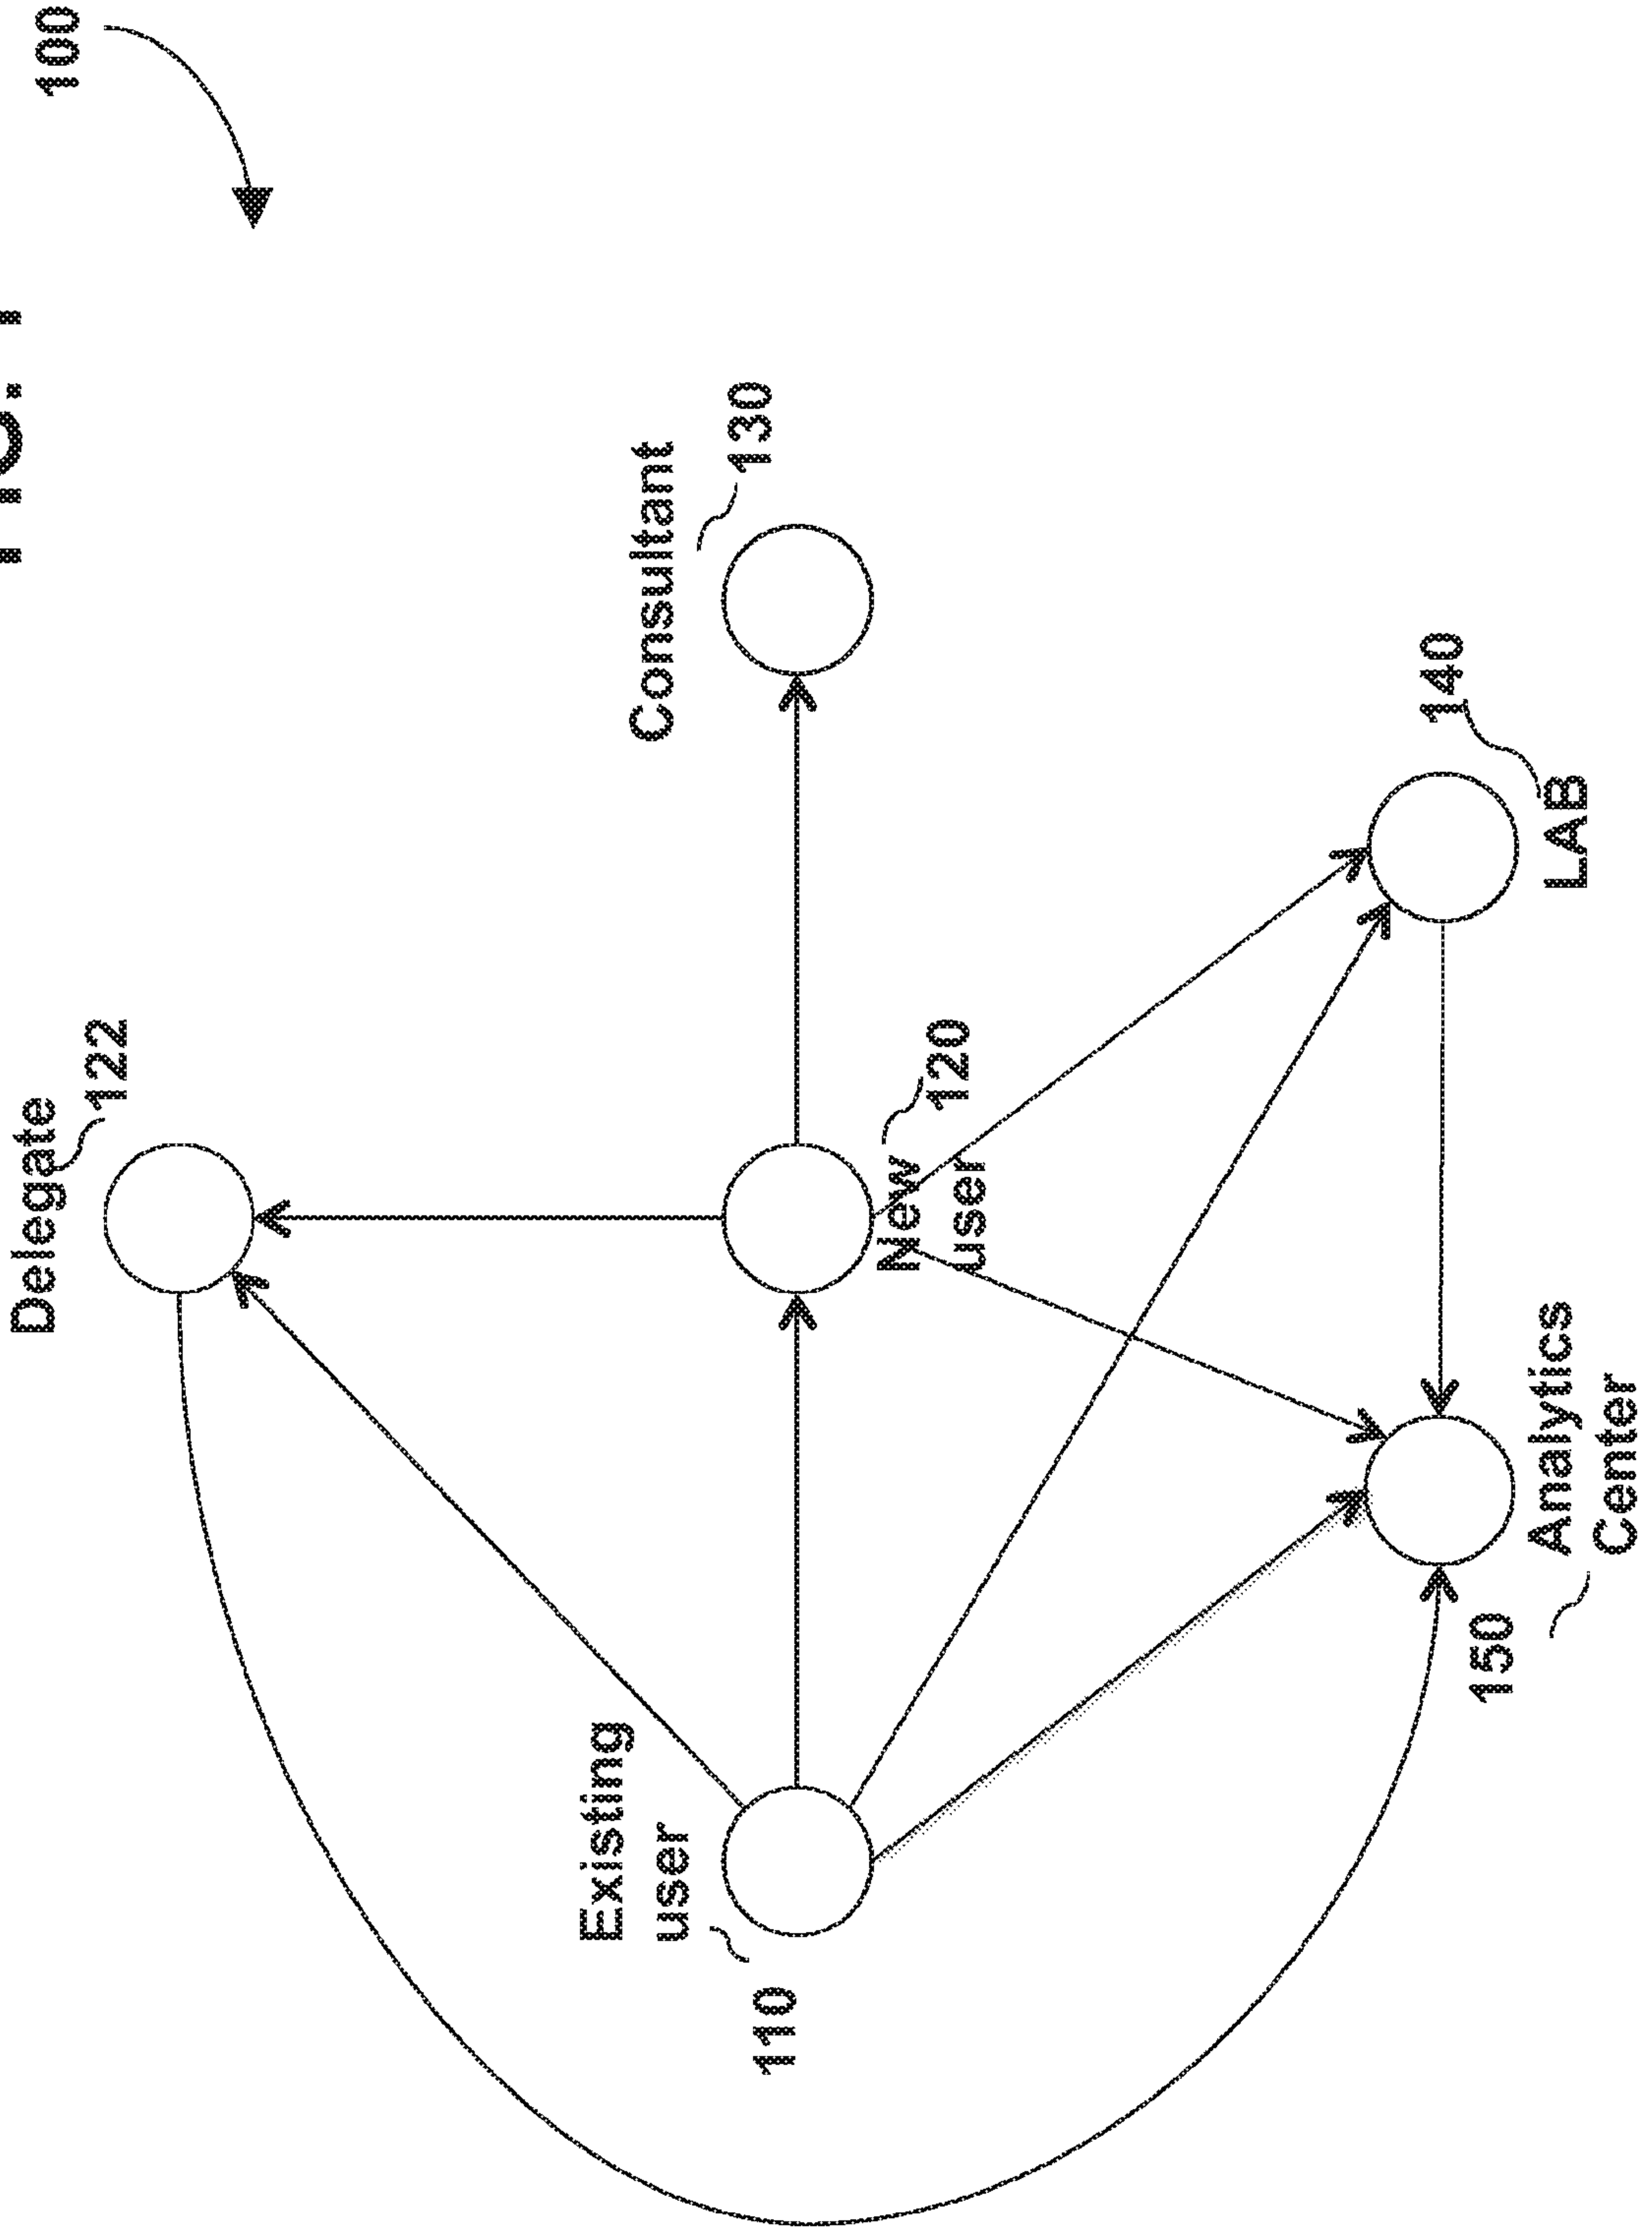 FIG. 1
100
Delegate
122
Existing
user
110
Consultant
130
New
user
120
LAB
140
Analytics
Center
150